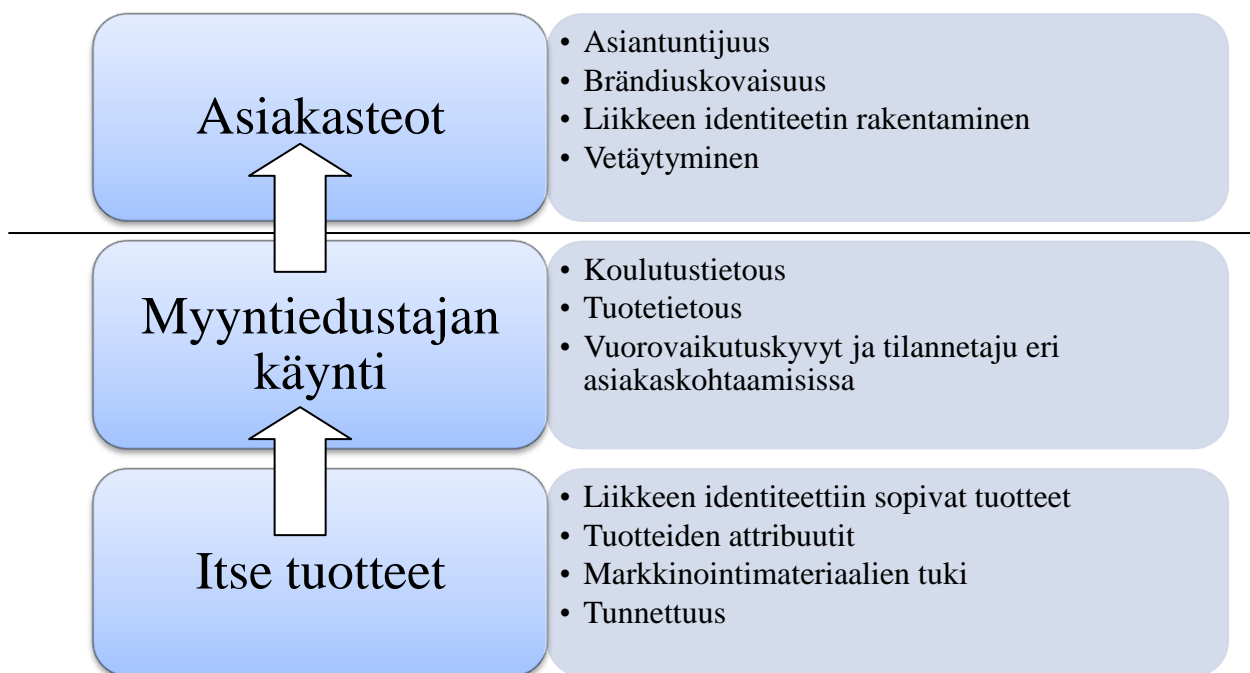 Asiakasteot
• Asiantuntijuus
• Brändiuskovaisuus
• Liikkeen identiteetin rakentaminen
• Vetäytyminen
Myyntiedustajan
käynti
• Koulutustietous
• Tuotetietous
• Vuorovaikutuskyvyt ja tilannetaju eri
asiakaskohtaamisissa
Itse tuotteet
• Liikkeen identiteettiin sopivat tuotteet
• Tuotteiden attribuutit
• Markkinointimateriaalien tuki
• Tunnettuus